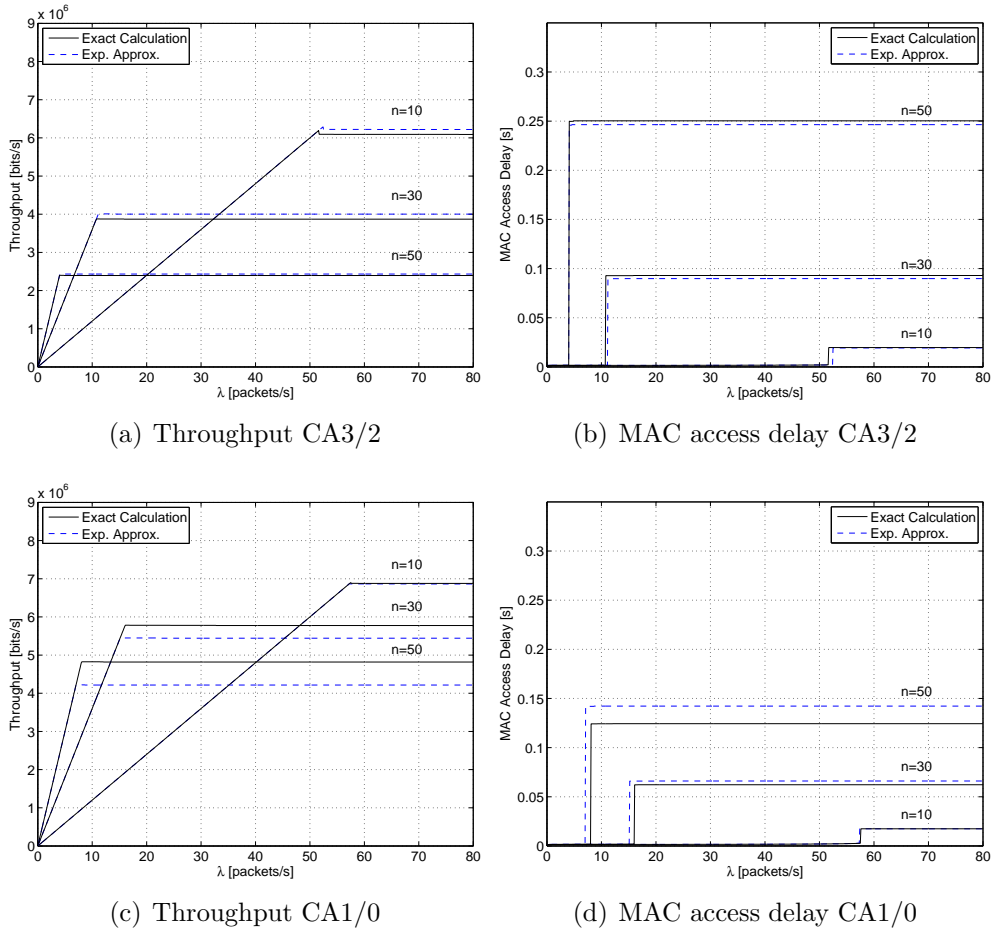 x 10^6
9
8
7
6
5
4
3
2
1
0
Throughput [bits/s]
Exact Calculation
Exp. Approx.
n=10
n=30
n=50
0 10 20 30 40 50 60 70 80
λ [packets/s]
(a) Throughput CA3/2
0.35
0.3
0.25
0.2
0.15
0.1
0.05
0
MAC Access Delay [s]
Exact Calculation
Exp. Approx.
n=50
n=30
n=10
0 10 20 30 40 50 60 70 80
λ [packets/s]
(b) MAC access delay CA3/2
x 10^6
9
8
7
6
5
4
3
2
1
0
Throughput [bits/s]
Exact Calculation
Exp. Approx.
n=10
n=30
n=50
0 10 20 30 40 50 60 70 80
λ [packets/s]
(c) Throughput CA1/0
0.35
0.3
0.25
0.2
0.15
0.1
0.05
0
MAC Access Delay [s]
Exact Calculation
Exp. Approx.
n=50
n=30
n=10
0 10 20 30 40 50 60 70 80
λ [packets/s]
(d) MAC access delay CA1/0